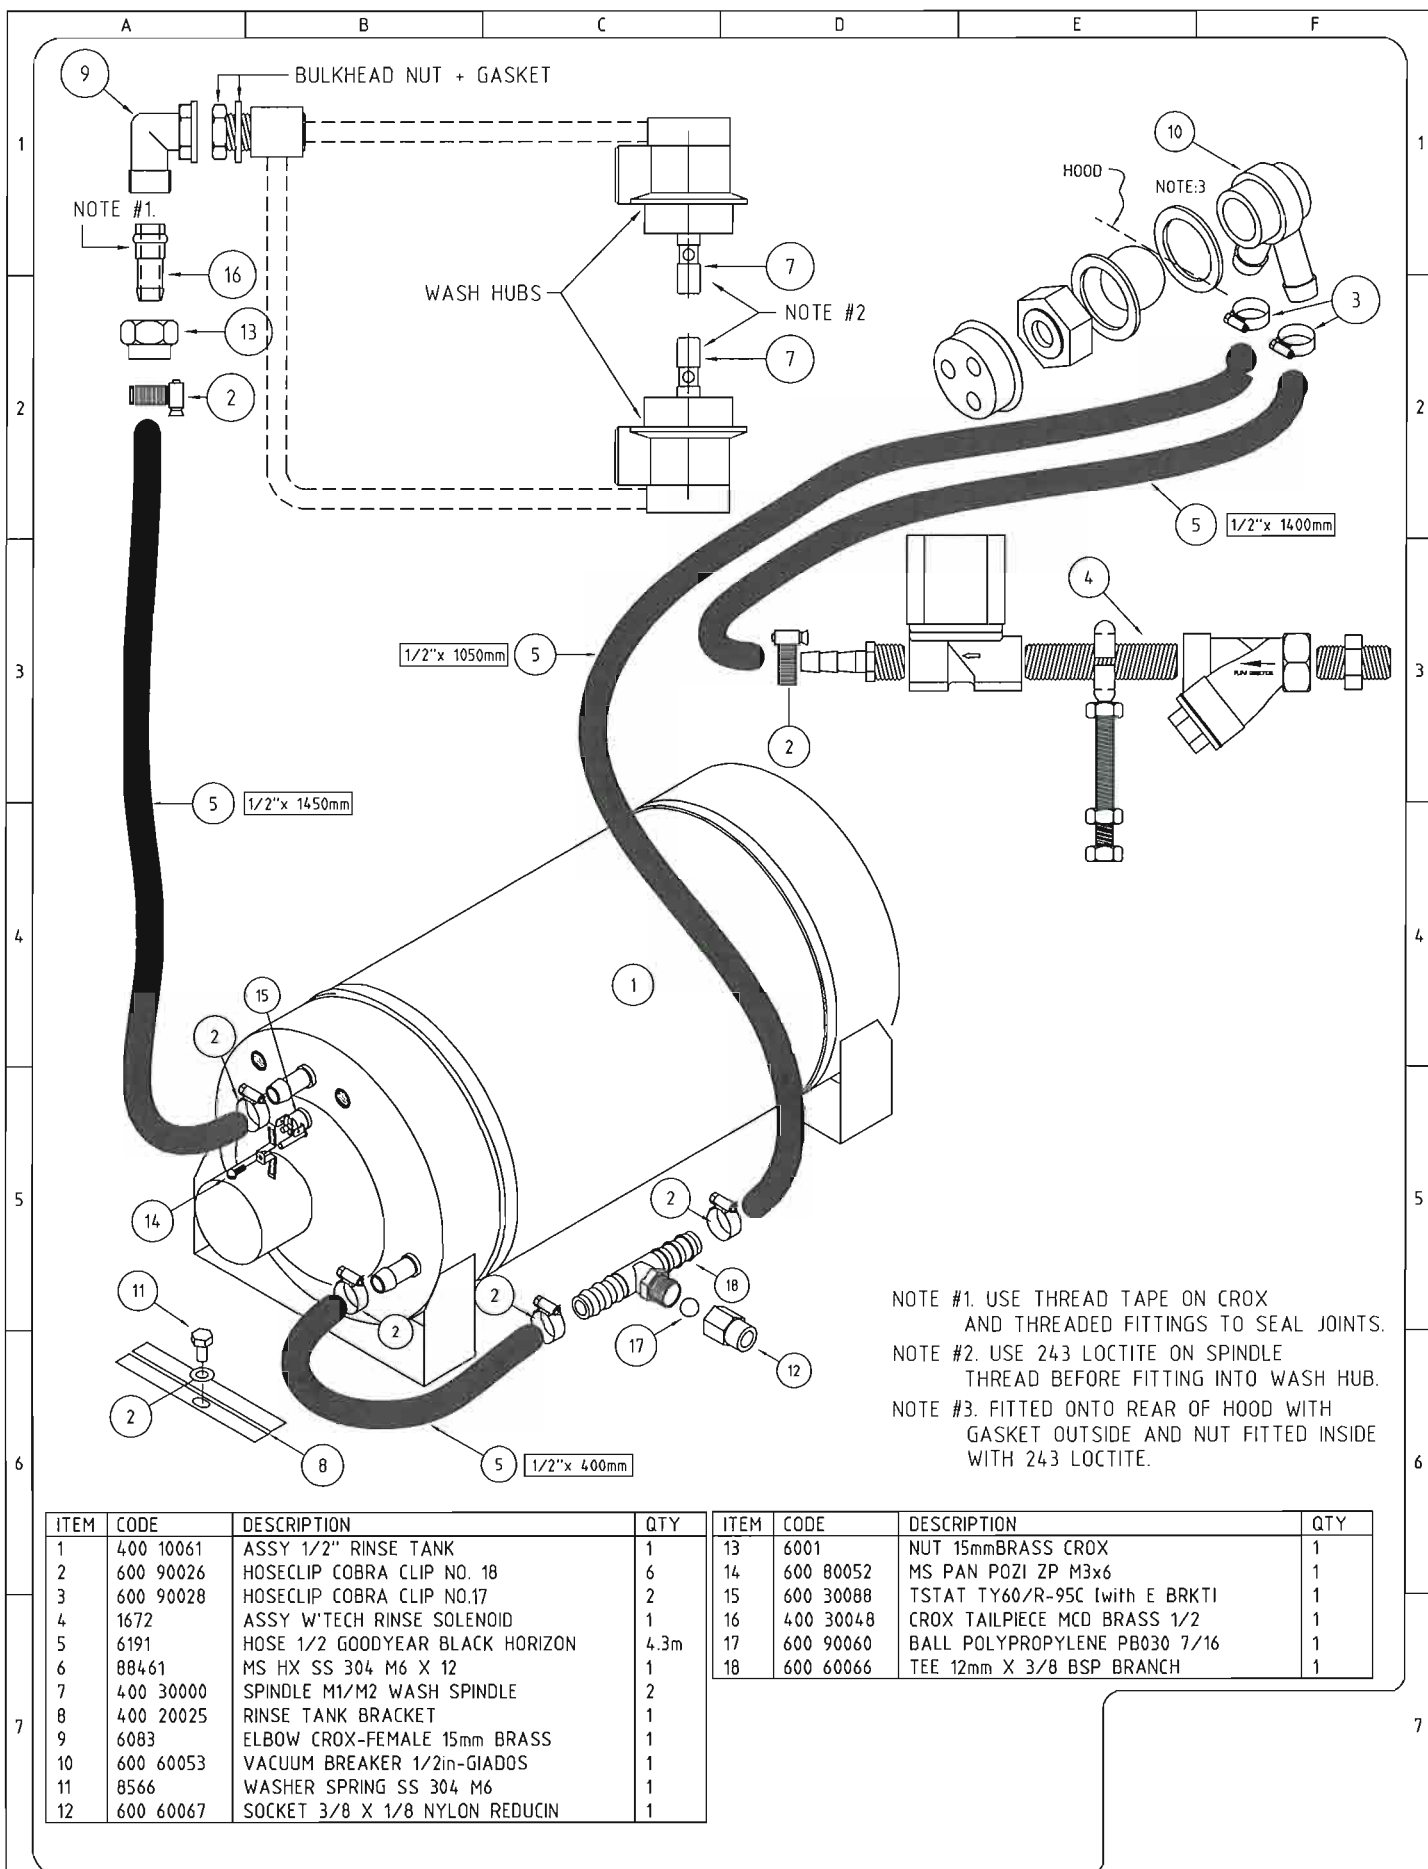 A B C D E F
9
BULKHEAD NUT + GASKET
1
1
10
HOOD
NOTE:3
NOTE #1.
16
7
3
WASH HUBS
NOTE #2
13
7
2
2
2
5
1/2"x 1400mm
4
1/2"x 1050mm
5
3
3
2
5
1/2"x 1450mm
4
4
1
15
2
14
5
5
2
18
11
2
2
17
12
NOTE #1. USE THREAD TAPE ON CROX
AND THREADED FITTINGS TO SEAL JOINTS.
NOTE #2. USE 243 LOCTITE ON SPINDLE
THREAD BEFORE FITTING INTO WASH HUB.
NOTE #3. FITTED ONTO REAR OF HOOD WITH
GASKET OUTSIDE AND NUT FITTED INSIDE
WITH 243 LOCTITE.
2
8
5
1/2"x 400mm
6
6
ITEM CODE DESCRIPTION QTY
1 400 10061 ASSY 1/2" RINSE TANK 1
2 600 90026 HOSECLIP COBRA CLIP NO. 18 6
3 600 90028 HOSECLIP COBRA CLIP NO.17 2
4 1672 ASSY W'TECH RINSE SOLENOID 1
5 6191 HOSE 1/2 GOODYEAR BLACK HORIZON 4.3m
6 88461 MS HX SS 304 M6 X 12 1
7 400 30000 SPINDLE M1/M2 WASH SPINDLE 2
8 400 20025 RINSE TANK BRACKET 1
9 6083 ELBOW CROX-FEMALE 15mm BRASS 1
10 600 60053 VACUUM BREAKER 1/2in-GIADOS 1
11 8566 WASHER SPRING SS 304 M6 1
12 600 60067 SOCKET 3/8 X 1/8 NYLON REDUCIN 1
ITEM CODE DESCRIPTION QTY
13 6001 NUT 15mmBRASS CROX 1
14 600 80052 MS PAN POZI ZP M3x6 1
15 600 30088 TSTAT TY60/R-95C [with E BRKT] 1
16 400 30048 CROX TAILPIECE MCD BRASS 1/2 1
17 600 90060 BALL POLYPROPYLENE PB030 7/16 1
18 600 60066 TEE 12mm X 3/8 BSP BRANCH 1
7
7